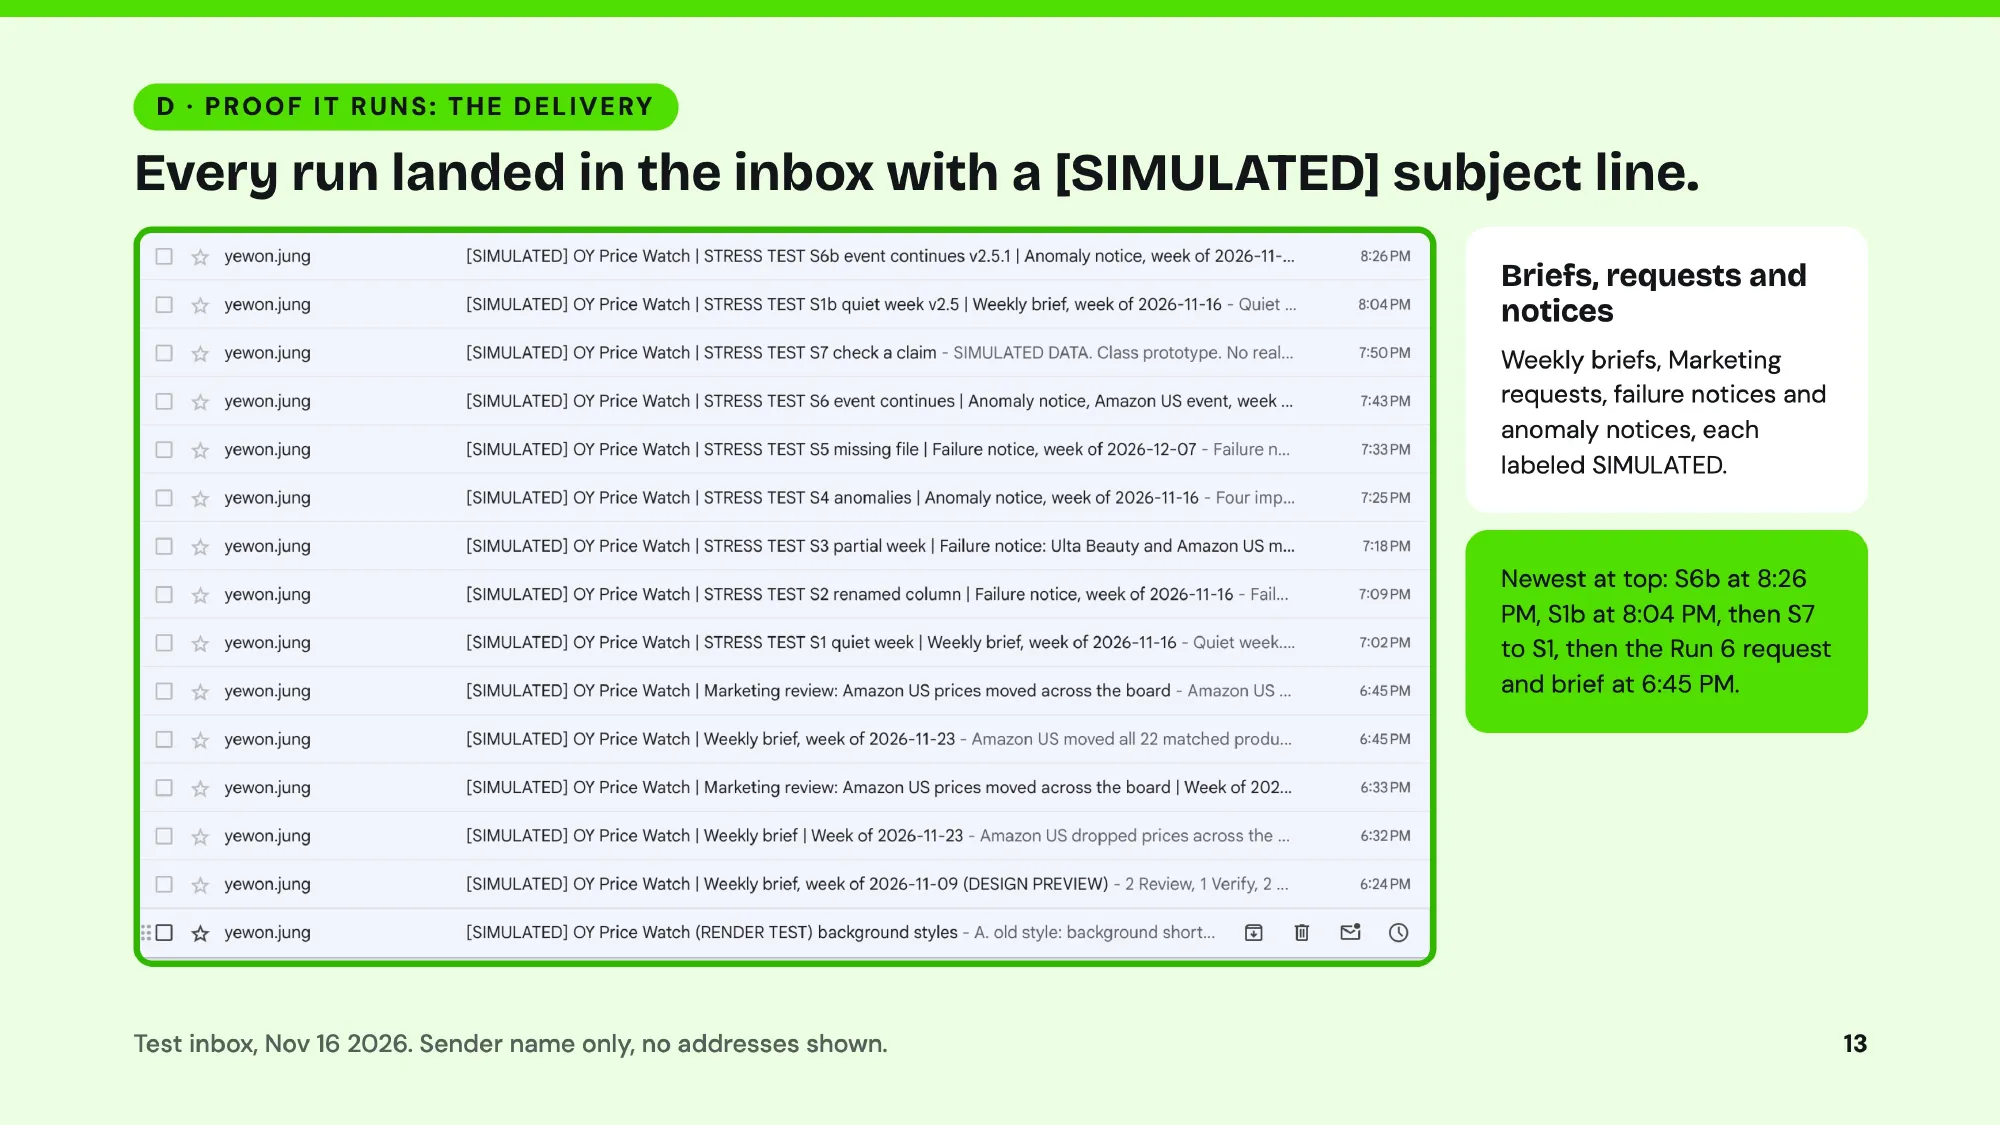 D · PROOF IT RUNS: THE DELIVERY
Every run landed in the inbox with a [SIMULATED] subject line.
yewon.jung [SIMULATED] OY Price Watch | STRESS TEST S6b event continues v2.5.1 | Anomaly notice, week of 2026-11-... 8:26 PM
yewon.jung [SIMULATED] OY Price Watch | STRESS TEST S1b quiet week v2.5 | Weekly brief, week of 2026-11-16 - Quiet ... 8:04 PM
yewon.jung [SIMULATED] OY Price Watch | STRESS TEST S7 check a claim - SIMULATED DATA. Class prototype. No real... 7:50 PM
yewon.jung [SIMULATED] OY Price Watch | STRESS TEST S6 event continues | Anomaly notice, Amazon US event, week ... 7:43 PM
yewon.jung [SIMULATED] OY Price Watch | STRESS TEST S5 missing file | Failure notice, week of 2026-12-07 - Failure n... 7:33 PM
yewon.jung [SIMULATED] OY Price Watch | STRESS TEST S4 anomalies | Anomaly notice, week of 2026-11-16 - Four imp... 7:25 PM
yewon.jung [SIMULATED] OY Price Watch | STRESS TEST S3 partial week | Failure notice: Ulta Beauty and Amazon US m... 7:18 PM
yewon.jung [SIMULATED] OY Price Watch | STRESS TEST S2 renamed column | Failure notice, week of 2026-11-16 - Fail... 7:09 PM
yewon.jung [SIMULATED] OY Price Watch | STRESS TEST S1 quiet week | Weekly brief, week of 2026-11-16 - Quiet week.... 7:02 PM
yewon.jung [SIMULATED] OY Price Watch | Marketing review: Amazon US prices moved across the board - Amazon US ... 6:45 PM
yewon.jung [SIMULATED] OY Price Watch | Weekly brief, week of 2026-11-23 - Amazon US moved all 22 matched produ... 6:45 PM
yewon.jung [SIMULATED] OY Price Watch | Marketing review: Amazon US prices moved across the board | Week of 202... 6:33 PM
yewon.jung [SIMULATED] OY Price Watch | Weekly brief | Week of 2026-11-23 - Amazon US dropped prices across the ... 6:32 PM
yewon.jung [SIMULATED] OY Price Watch | Weekly brief, week of 2026-11-09 (DESIGN PREVIEW) - 2 Review, 1 Verify, 2 ... 6:24 PM
yewon.jung [SIMULATED] OY Price Watch (RENDER TEST) background styles - A. old style: background short...
Briefs, requests and
notices
Weekly briefs, Marketing
requests, failure notices and
anomaly notices, each
labeled SIMULATED.
Newest at top: S6b at 8:26
PM, S1b at 8:04 PM, then S7
to S1, then the Run 6 request
and brief at 6:45 PM.
Test inbox, Nov 16 2026. Sender name only, no addresses shown.
13